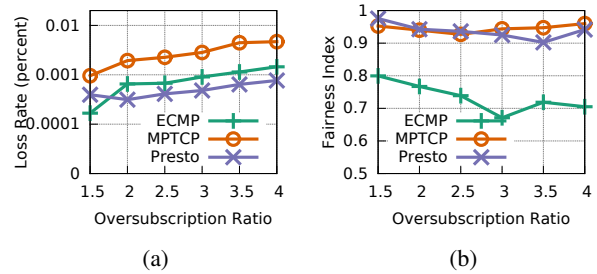 Loss Rate (percent)
0.01
0.001
0.0001
0
ECMP
MPTCP
Presto
1.5 2 2.5 3 3.5 4
Oversubscription Ratio
(a)
Fairness Index
1
0.9
0.8
0.7
0.6
0.5
ECMP
MPTCP
Presto
1.5 2 2.5 3 3.5 4
Oversubscription Ratio
(b)